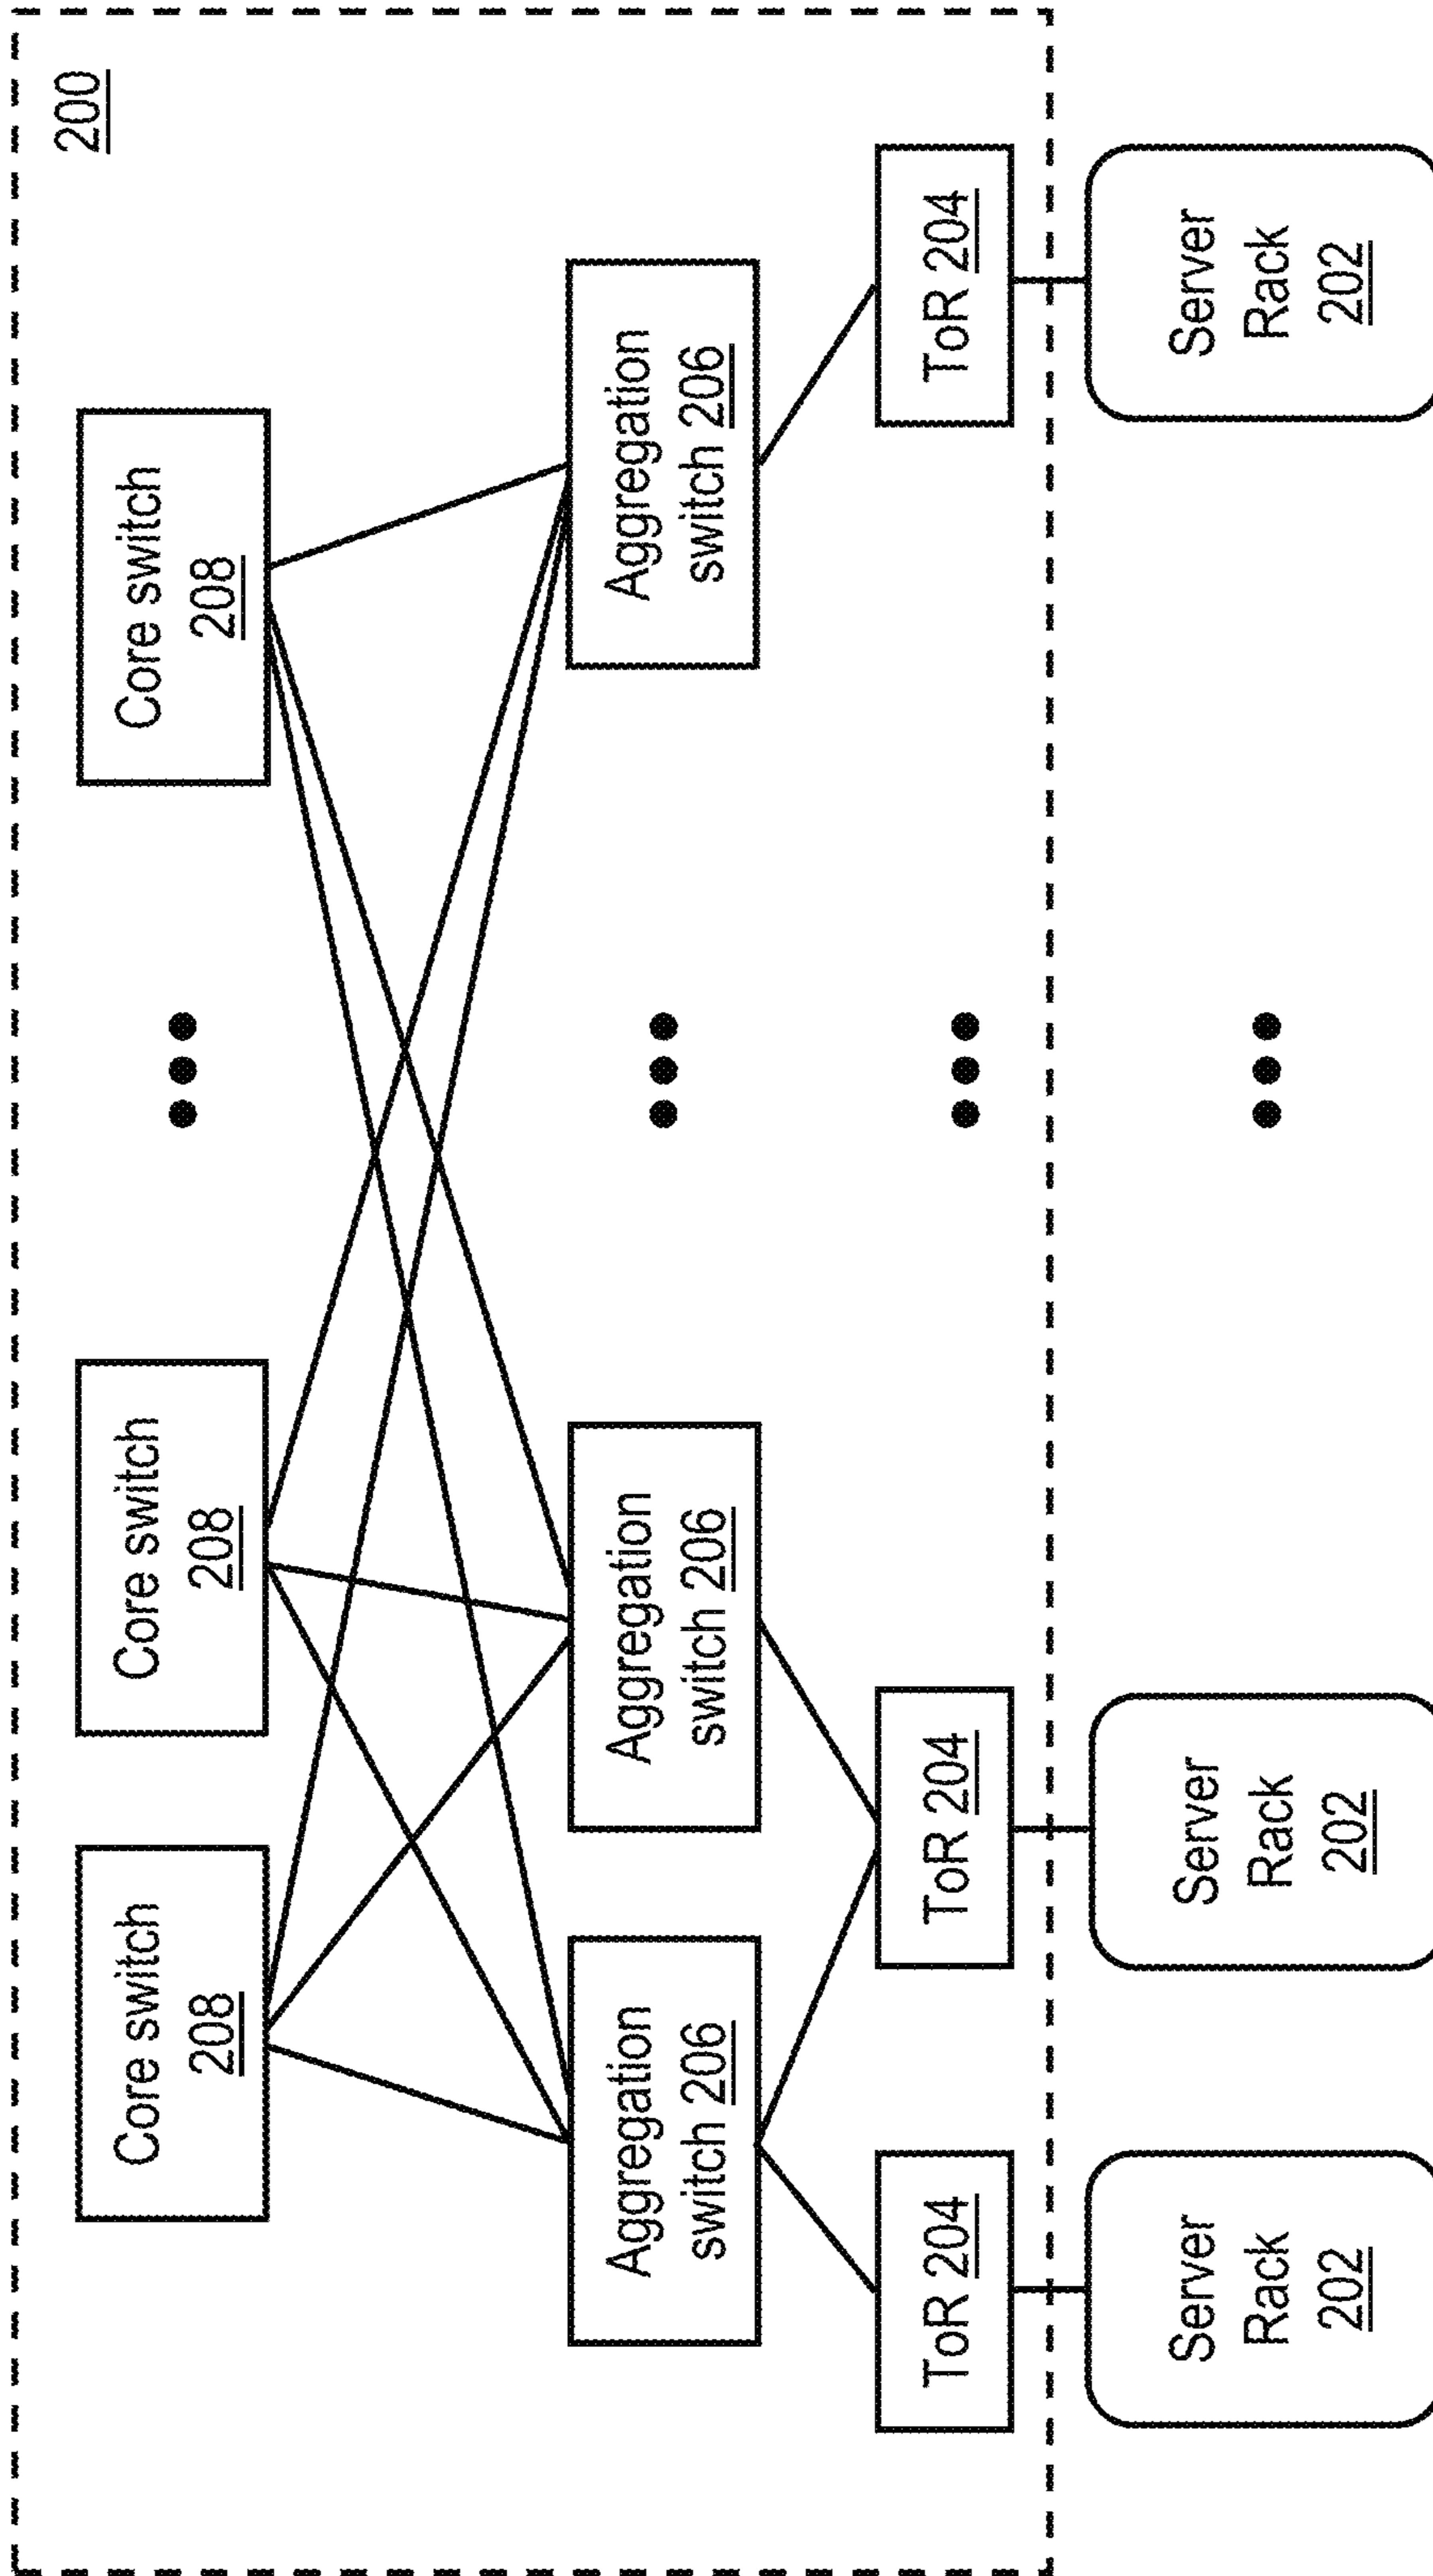 200
Core switch
208
Core switch
208
Core switch
208
Aggregation
switch 206
Aggregation
switch 206
Aggregation
switch 206
ToR 204
ToR 204
ToR 204
Server
Rack
202
Server
Rack
202
Server
Rack
202